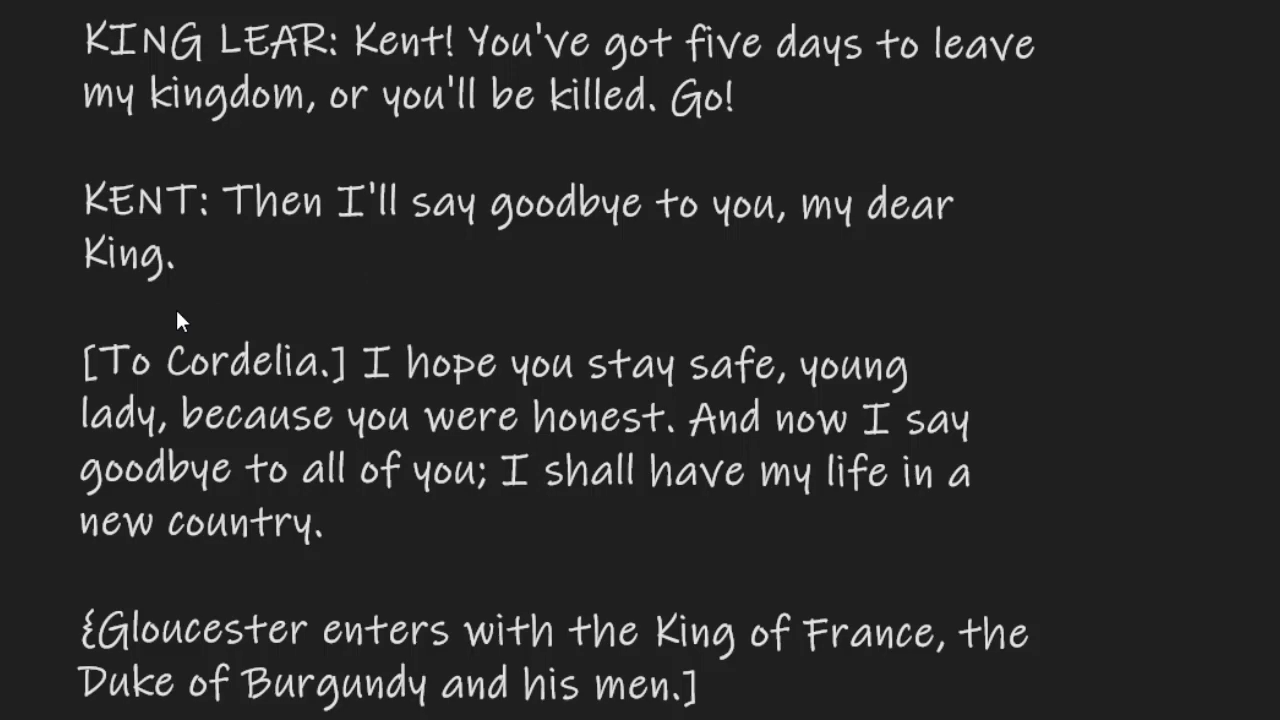 KING LEAR: Kent! You've got five days to leave
my kingdom, or you'll be killed. Go!
KENT: Then I'll say goodbye to you, my dear
King.
[To Cordelia.] I hope you stay safe, young
lady, because you were honest. And now I say
goodbye to all of you; I shall have my life in a
new country.
{Gloucester enters with the King of France, the
Duke of Burgundy and his men.]